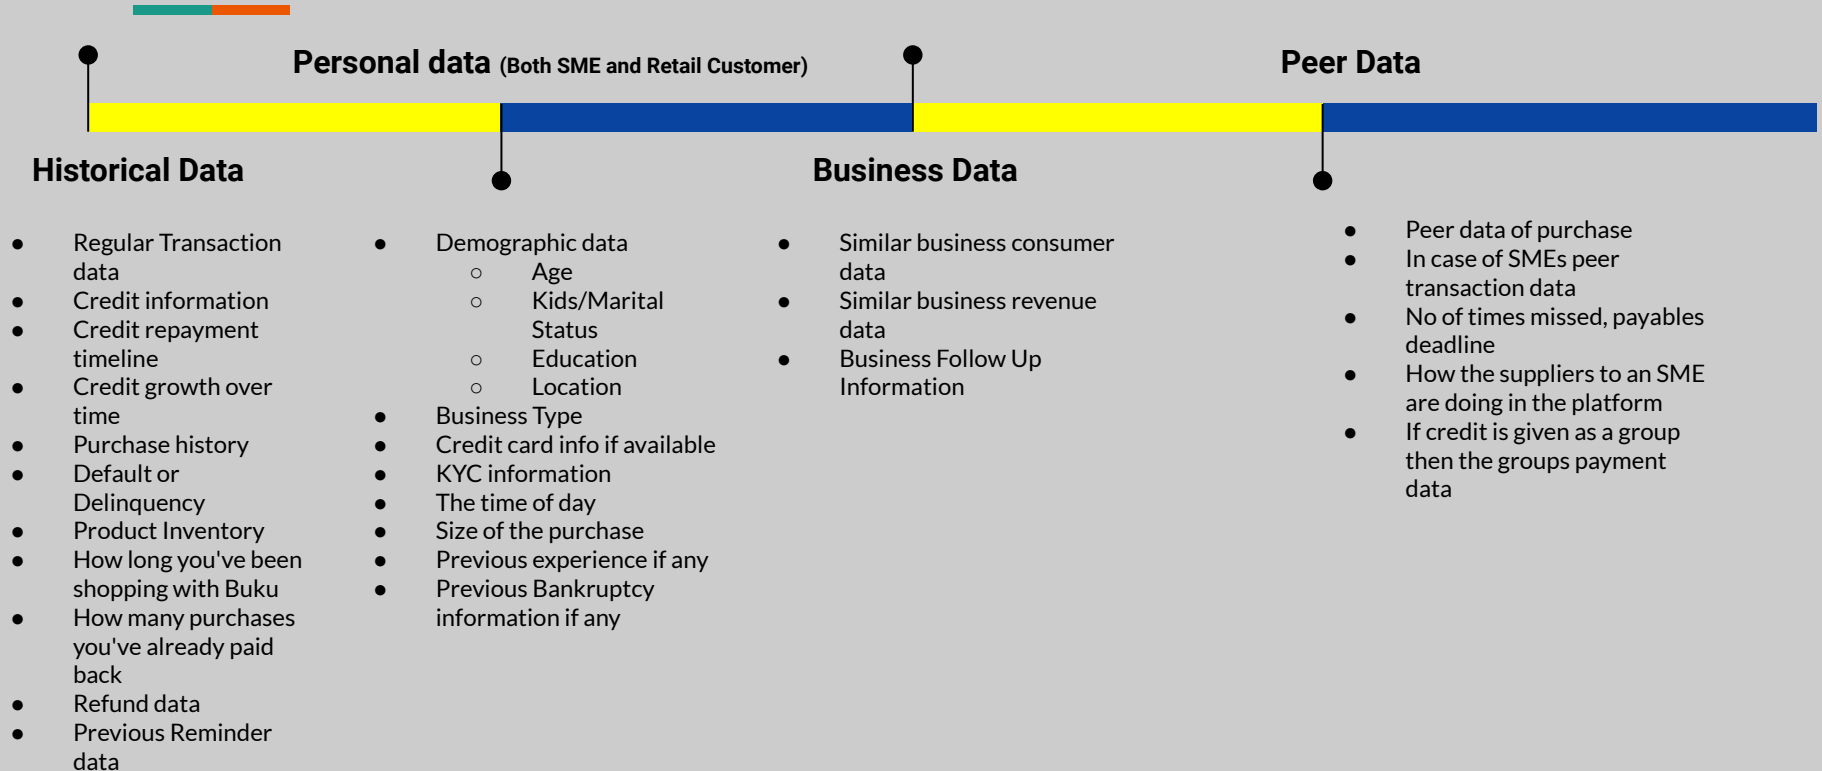 Personal data (Both SME and Retail Customer)
Peer Data
Historical Data
Business Data
● Regular Transaction
data
● Credit information
● Credit repayment
timeline
● Credit growth over
time
● Purchase history
● Default or
Delinquency
● Product Inventory
● How long you've been
shopping with Buku
● How many purchases
you've already paid
back
● Refund data
● Previous Reminder
data
● Demographic data
○ Age
○ Kids/Marital
Status
○ Education
○ Location
● Business Type
● Credit card info if available
● KYC information
● The time of day
● Size of the purchase
● Previous experience if any
● Previous Bankruptcy
information if any
● Similar business consumer
data
● Similar business revenue
data
● Business Follow Up
Information
● Peer data of purchase
● In case of SMEs peer
transaction data
● No of times missed, payables
deadline
● How the suppliers to an SME
are doing in the platform
● If credit is given as a group
then the groups payment
data